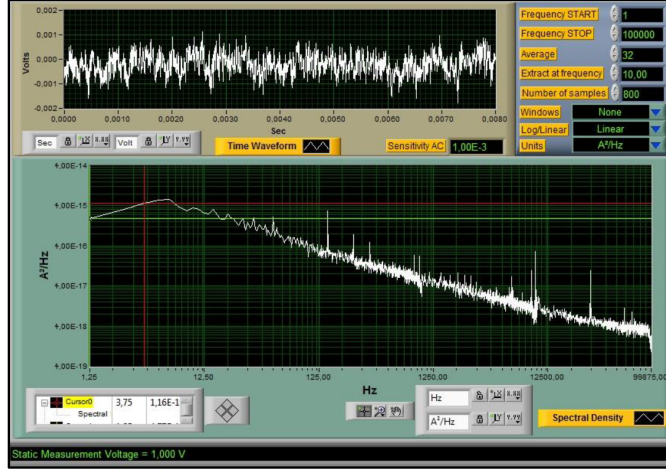 0,002
0,001
0,000
-0,001
-0,002
Volts
0,0000 0,0010 0,0020 0,0030 0,0040 0,0050 0,0060 0,0070 0,0080
Sec
Sec Volt
Time Waveform
Sensitivity AC 1,00E-3
Frequency START 1
Frequency STOP 100000
Average 32
Extract at frequency 10,00
Number of samples 800
Windows None
Log/Linear Linear
Units A²/Hz
,00E-14
,00E-15
,00E-16
,00E-17
,00E-18
,00E-19
A²/Hz
1,25 12,50 125,00 1250,00 12500,00 99875,00
Hz
Cursor0 3,75 1,16E-1
Spectral
Hz
A²/Hz
Spectral Density
Static Measurement Voltage = 1,000 V